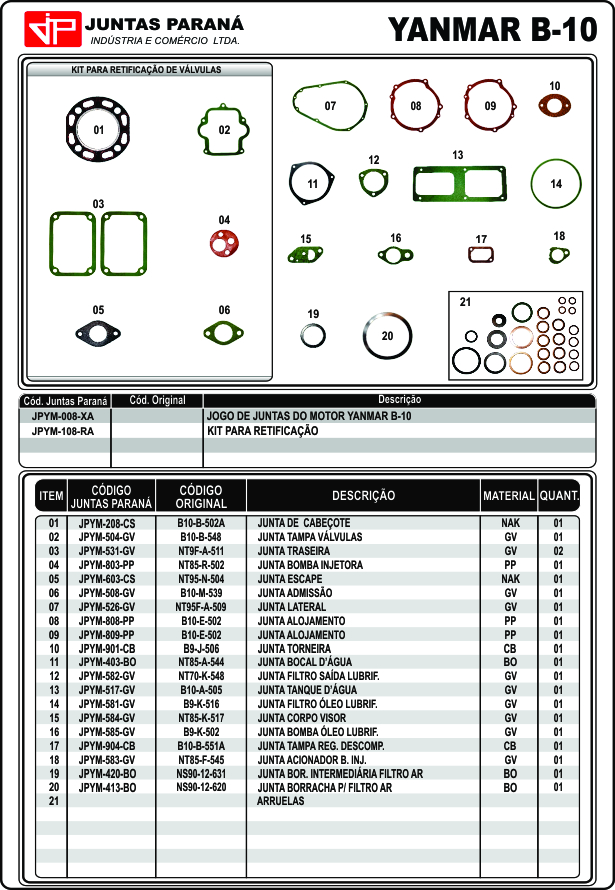 JP JUNTAS PARANÁ
INDÚSTRIA E COMÉRCIO LTDA.
YANMAR B-10
KIT PARA RETIFICAÇÃO DE VÁLVULAS
01
02
03
04
05
06
07
08
09
10
11
12
13
14
15
16
17
18
19
20
21
Cód. Juntas Paraná Cód. Original Descrição
JPYM-008-XA JOGO DE JUNTAS DO MOTOR YANMAR B-10
JPYM-108-RA KIT PARA RETIFICAÇÃO
ITEM CÓDIGO JUNTAS PARANÁ CÓDIGO ORIGINAL DESCRIÇÃO MATERIAL QUANT.
01 JPYM-208-CS B10-B-502A JUNTA DE CABEÇOTE NAK 01
02 JPYM-504-GV B10-B-548 JUNTA TAMPA VÁLVULAS GV 01
03 JPYM-531-GV NT9F-A-511 JUNTA TRASEIRA GV 02
04 JPYM-803-PP NT85-R-502 JUNTA BOMBA INJETORA PP 01
05 JPYM-603-CS NT95-N-504 JUNTA ESCAPE NAK 01
06 JPYM-508-GV B10-M-539 JUNTA ADMISSÃO GV 01
07 JPYM-526-GV NT95F-A-509 JUNTA LATERAL GV 01
08 JPYM-808-PP B10-E-502 JUNTA ALOJAMENTO PP 01
09 JPYM-809-PP B10-E-502 JUNTA ALOJAMENTO PP 01
10 JPYM-901-CB B9-J-506 JUNTA TORNEIRA CB 01
11 JPYM-403-BO NT85-A-544 JUNTA BOCAL D'ÁGUA BO 01
12 JPYM-582-GV NT70-K-548 JUNTA FILTRO SAÍDA LUBRIF. GV 01
13 JPYM-517-GV B10-A-505 JUNTA TANQUE D'ÁGUA GV 01
14 JPYM-581-GV B9-K-516 JUNTA FILTRO ÓLEO LUBRIF. GV 01
15 JPYM-584-GV NT85-K-517 JUNTA CORPO VISOR GV 01
16 JPYM-585-GV B9-K-502 JUNTA BOMBA ÓLEO LUBRIF. GV 01
17 JPYM-904-CB B10-B-551A JUNTA TAMPA REG. DESCOMP. CB 01
18 JPYM-583-GV NT85-F-545 JUNTA ACIONADOR B. INJ. GV 01
19 JPYM-420-BO NS90-12-631 JUNTA BOR. INTERMEDIÁRIA FILTRO AR BO 01
20 JPYM-413-BO NS90-12-620 JUNTA BORRACHA P/ FILTRO AR BO 01
21 ARRUELAS